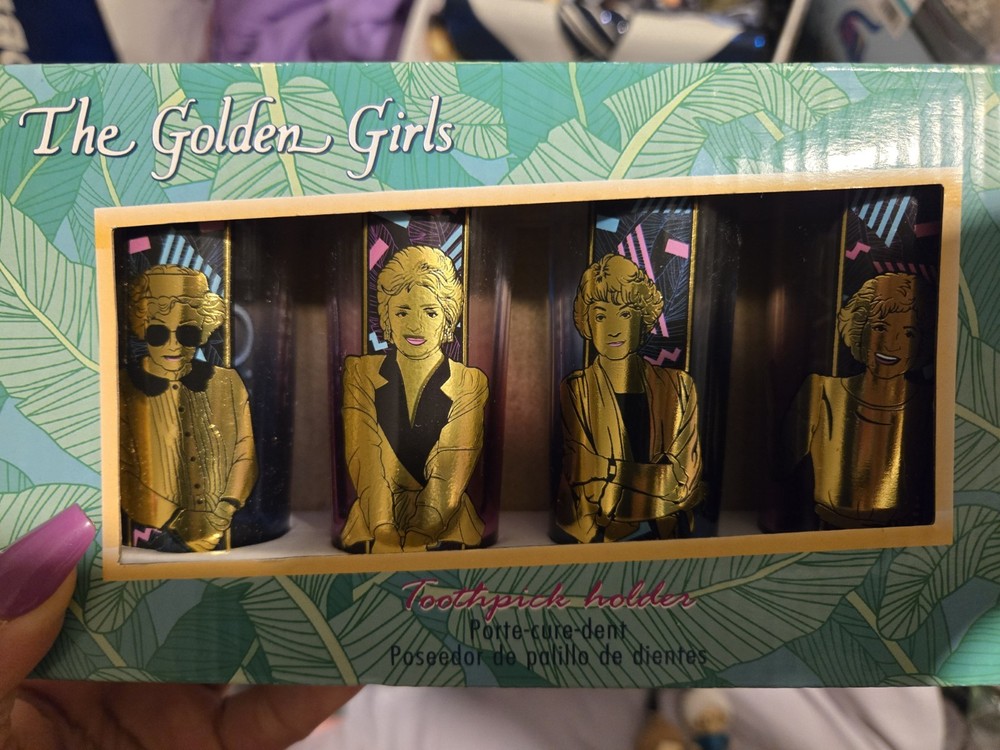 The Golden Girls
Toothpick holder
Porte-cure-dent
Poseedor de palillo de dientes